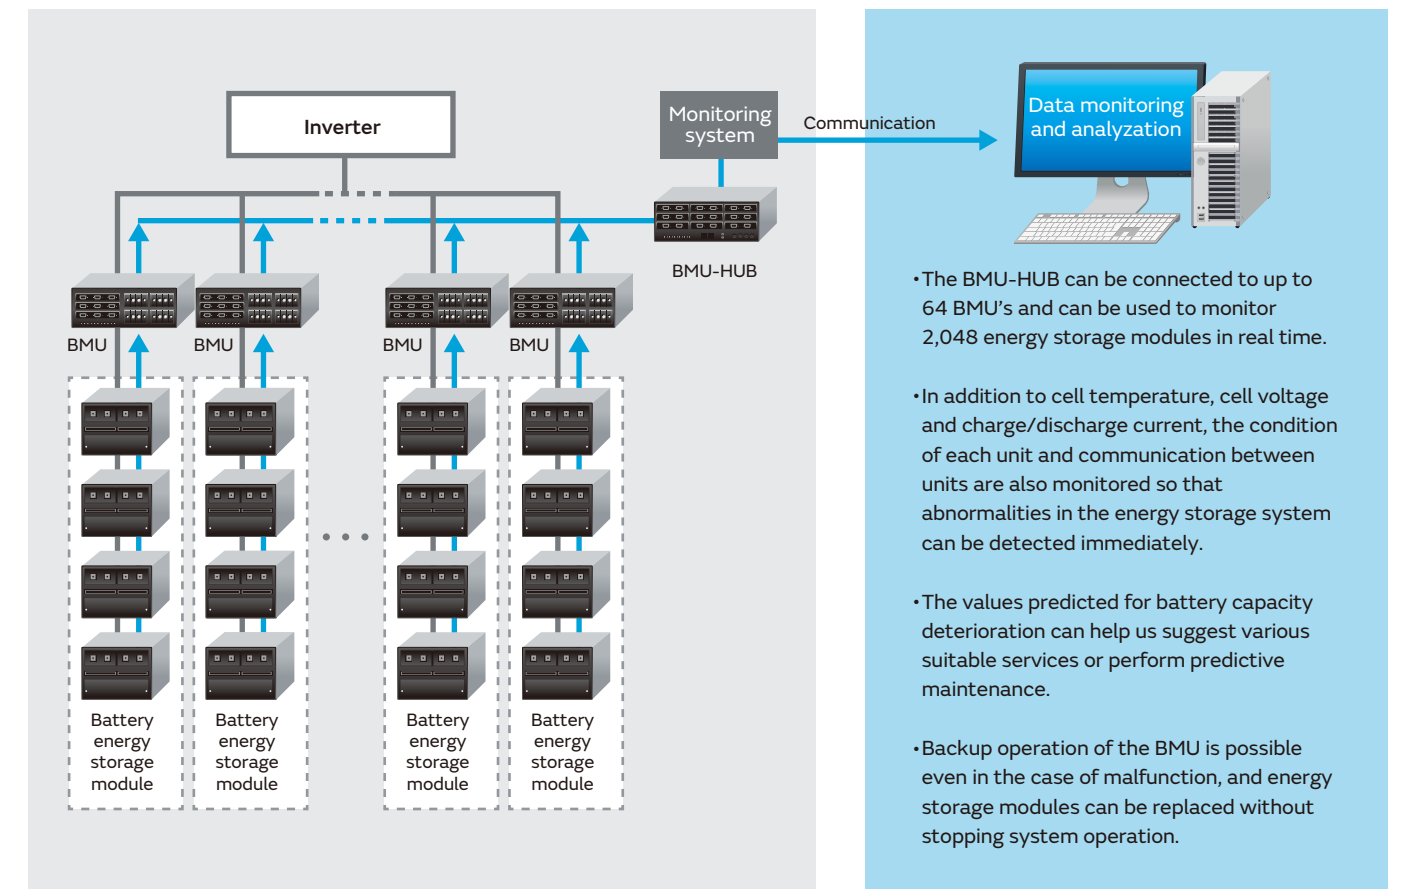 Inverter
Monitoring
system
Communication
Data monitoring
and analyzation
BMU-HUB
BMU
BMU
BMU
BMU
Battery
energy
storage
module
Battery
energy
storage
module
Battery
energy
storage
module
Battery
energy
storage
module
・The BMU-HUB can be connected to up to
64 BMU’s and can be used to monitor
2,048 energy storage modules in real time.
・In addition to cell temperature, cell voltage
and charge/discharge current, the condition
of each unit and communication between
units are also monitored so that
abnormalities in the energy storage system
can be detected immediately.
・The values predicted for battery capacity
deterioration can help us suggest various
suitable services or perform predictive
maintenance.
・Backup operation of the BMU is possible
even in the case of malfunction, and energy
storage modules can be replaced without
stopping system operation.